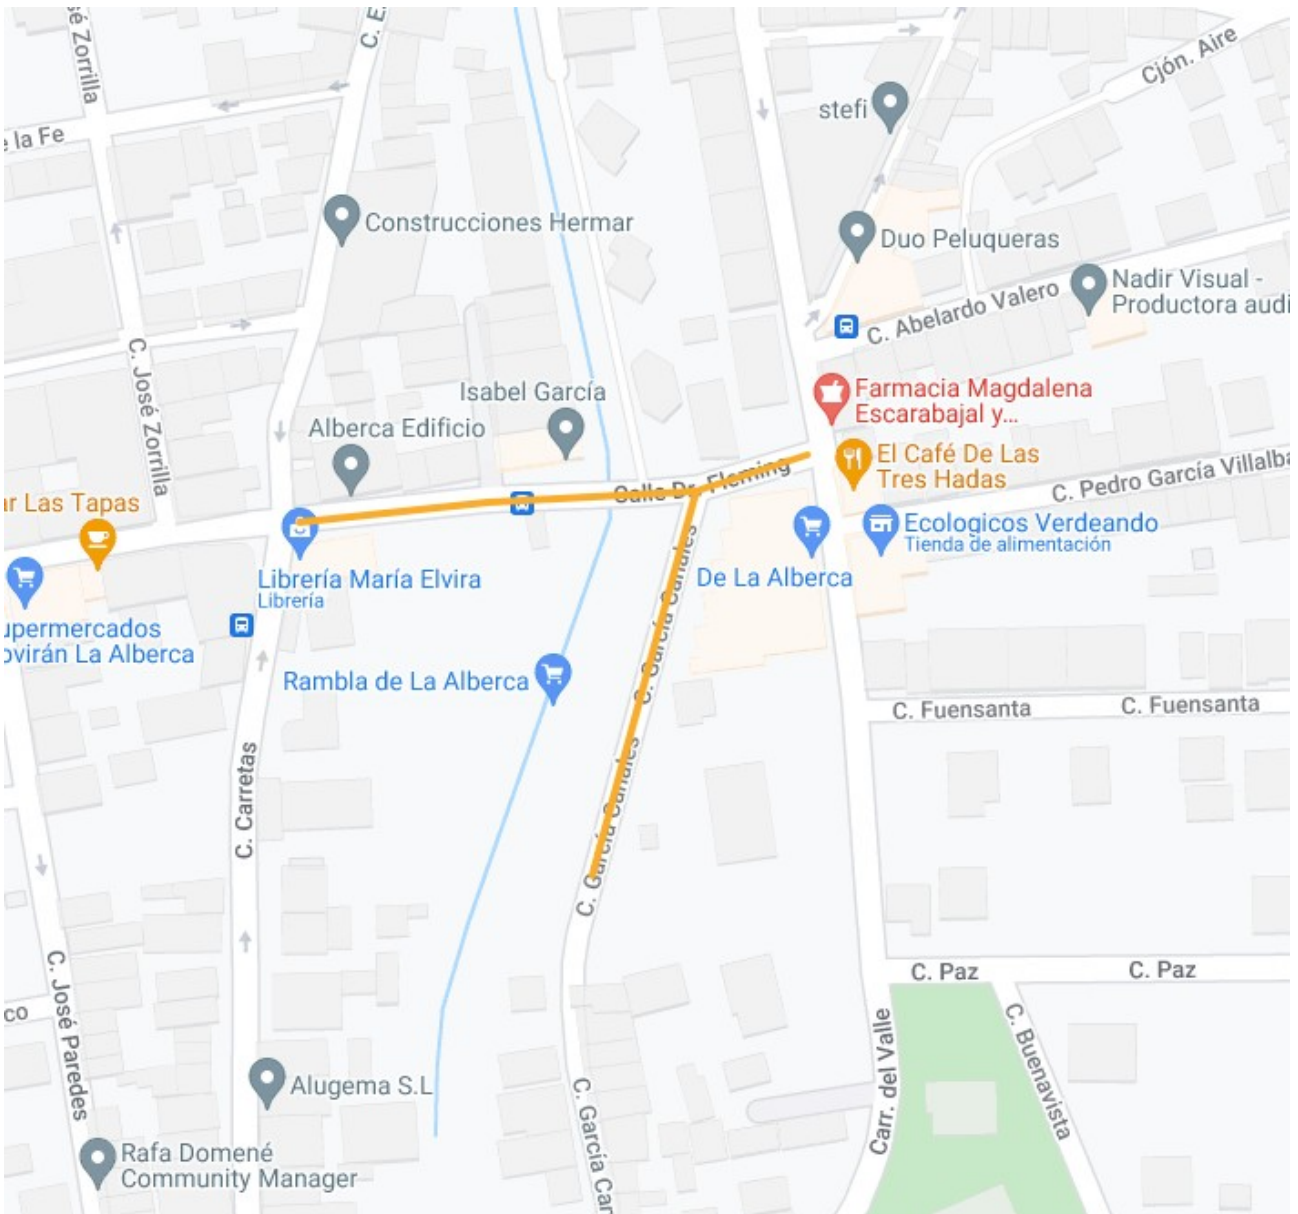 sé Zorrilla
C. E
e la Fe
Cjón. Aire
stefi
Construcciones Hermar
Duo Peluqueras
C. Abelardo Valero
Nadir Visual -
Productora audi
C. José Zorrilla
Isabel García
Alberca Edificio
Farmacia Magdalena
Escarabajal y...
El Café De Las
Tres Hadas
C. Pedro García Villalba
Calle Dr. Fleming
ar Las Tapas
Librería María Elvira
Librería
De La Alberca
Ecologicos Verdeando
Tienda de alimentación
upermercados
ovirán La Alberca
Rambla de La Alberca
C. García Canales
C. García Canales
C. Fuensanta
C. Fuensanta
C. Carretas
C. Paz
C. Paz
C. José Paredes
co
Carr. del Valle
C. Buenavista
Alugema S.L
C. García Can
Rafa Domené
Community Manager